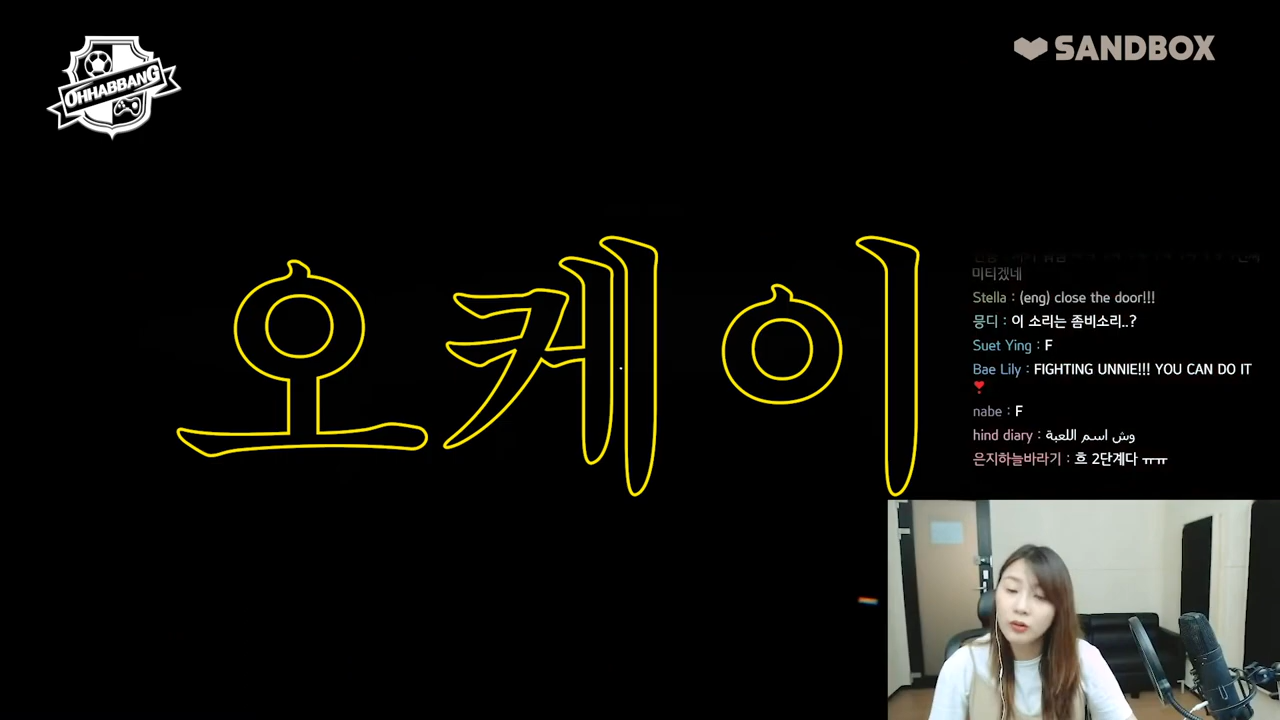 OHHABBANG
SANDBOX
오케이
미티겠네
Stella : (eng) close the door!!!
뭉디 : 이 소리는 좀비소리..?
Suet Ying : F
Bae Lily : FIGHTING UNNIE!!! YOU CAN DO IT
❣
nabe : F
hind diary : وش اسم اللعبة
은지하늘바라기 : 흐 2단계다 ㅠㅠ